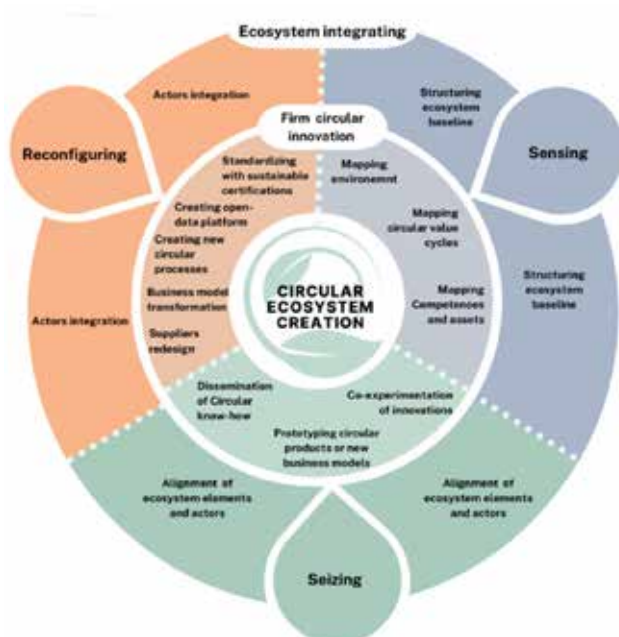 Ecosystem integrating
Actors integration
Structuring
ecosystem
baseline
Reconfiguring
Firm circular
innovation
Sensing
Standardizing
with sustainable
certifications
Mapping
environemnt
Creating open-
data platform
Mapping
circular value
cycles
Creating new
circular
processes
Business model
transformation
CIRCULAR
ECOSYSTEM
CREATION
Mapping
Competences
and assets
Structuring
ecosystem
baseline
Actors integration
Suppliers
redesign
Dissemination
of Circular
know-how
Co-experimentation
of innovations
Prototyping circular
products or new
business models
Alignment of
ecosystem elements
and actors
Alignment of
ecosystem elements
and actors
Seizing